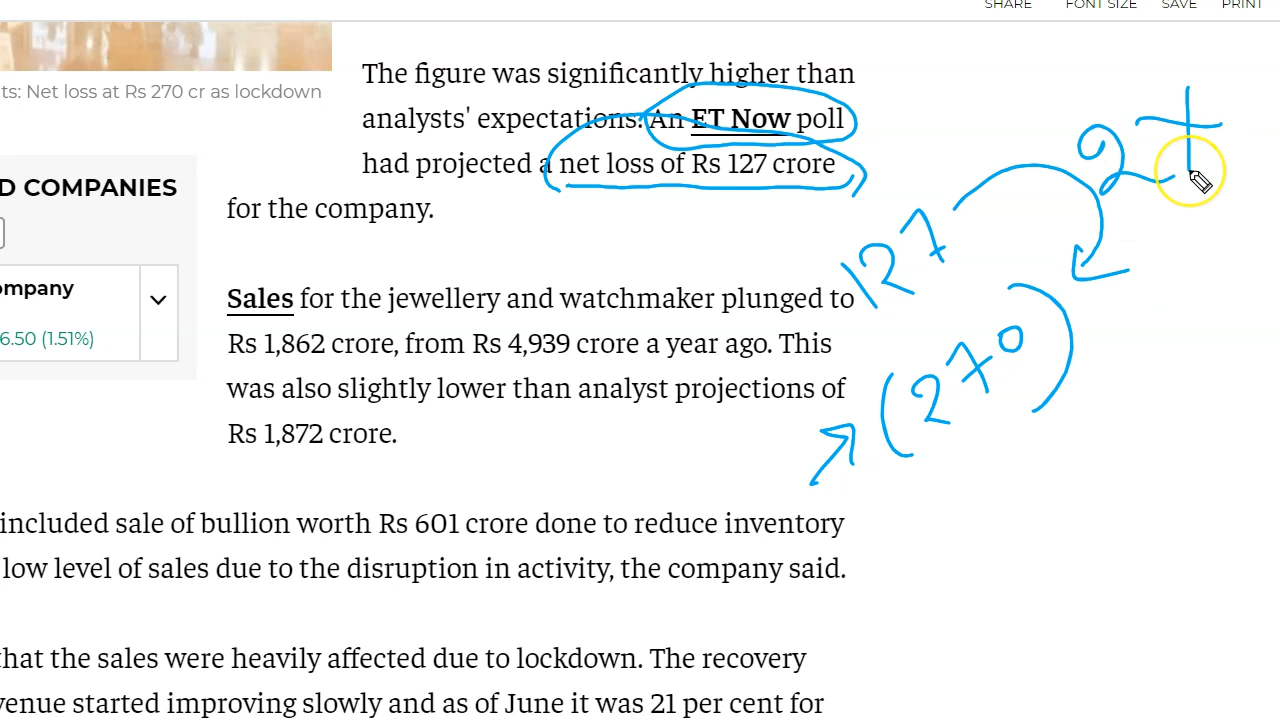 SHARE FONT SIZE SAVE PRINT
ts: Net loss at Rs 270 cr as lockdown
The figure was significantly higher than
analysts' expectations. An ET Now poll
had projected a net loss of Rs 127 crore
for the company.
D COMPANIES
ompany
6.50 (1.51%)
Sales for the jewellery and watchmaker plunged to
Rs 1,862 crore, from Rs 4,939 crore a year ago. This
was also slightly lower than analyst projections of
Rs 1,872 crore.
127
2
(270)
included sale of bullion worth Rs 601 crore done to reduce inventory
low level of sales due to the disruption in activity, the company said.
that the sales were heavily affected due to lockdown. The recovery
venue started improving slowly and as of June it was 21 per cent for